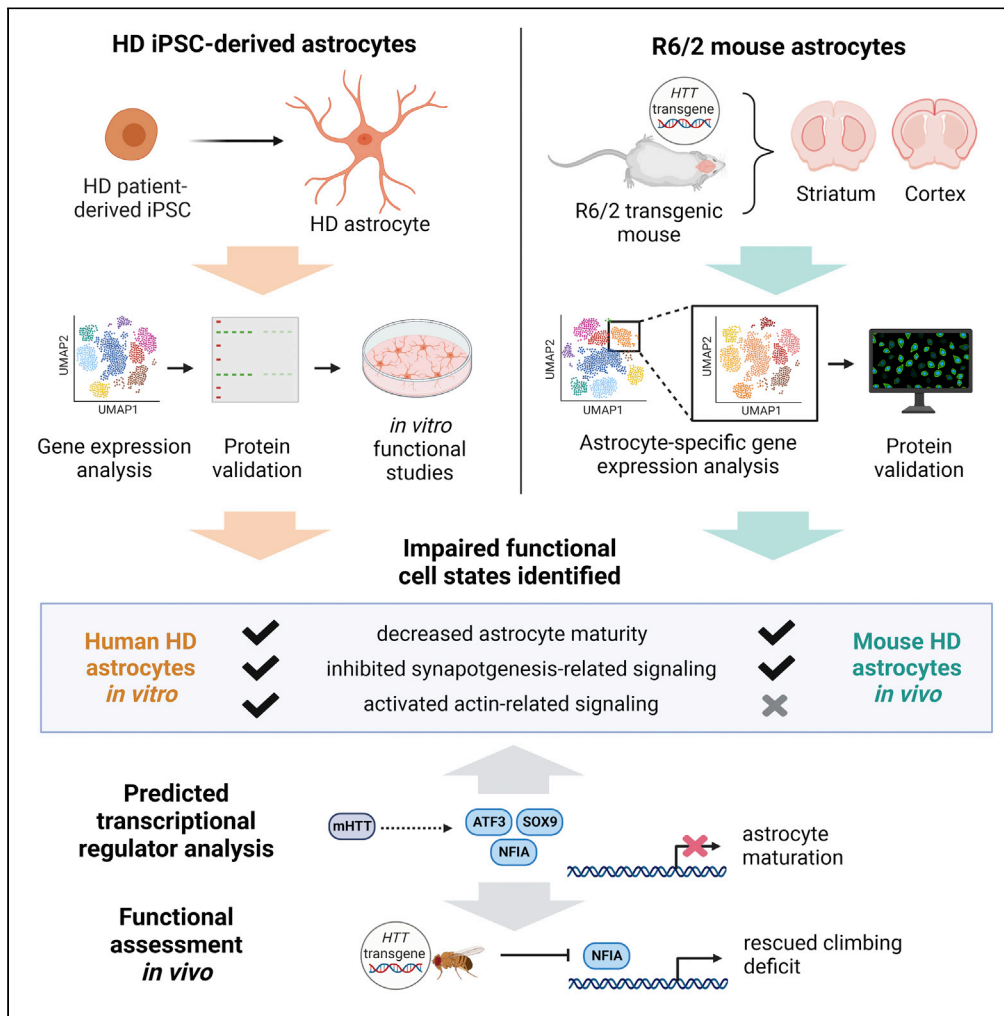 HD iPSC-derived astrocytes
HD patient-
derived iPSC
HD astrocyte
UMAP2
UMAP1
Gene expression
analysis
Protein
validation
in vitro
functional
studies
R6/2 mouse astrocytes
HTT
transgene
R6/2 transgenic
mouse
Striatum
Cortex
UMAP2
UMAP1
UMAP2
UMAP1
Astrocyte-specific gene
expression analysis
Protein
validation
Impaired functional
cell states identified
Human HD
astrocytes
in vitro
decreased astrocyte maturity
inhibited synapotgenesis-related signaling
activated actin-related signaling
Mouse HD
astrocytes
in vivo
Predicted
transcriptional
regulator analysis
mHTT
ATF3
SOX9
NFIA
astrocyte
maturation
Functional
assessment
in vivo
HTT
transgene
NFIA
rescued climbing
deficit